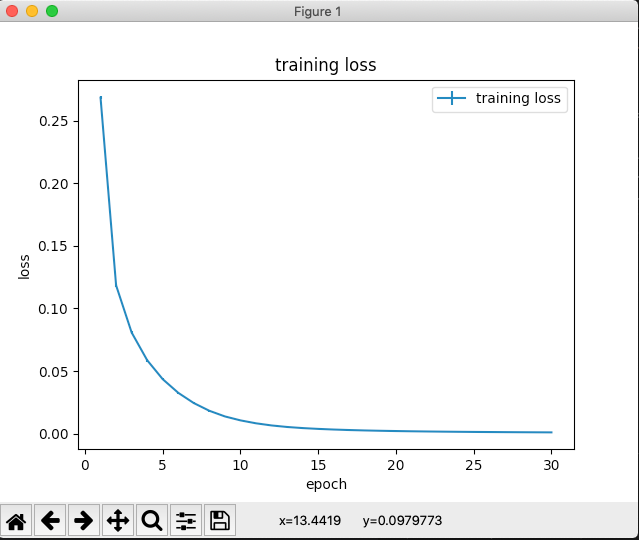 Figure 1
training loss
training loss
0.25
0.20
0.15
0.10
0.05
0.00
loss
0 5 10 15 20 25 30
epoch
x=13.4419 y=0.0979773